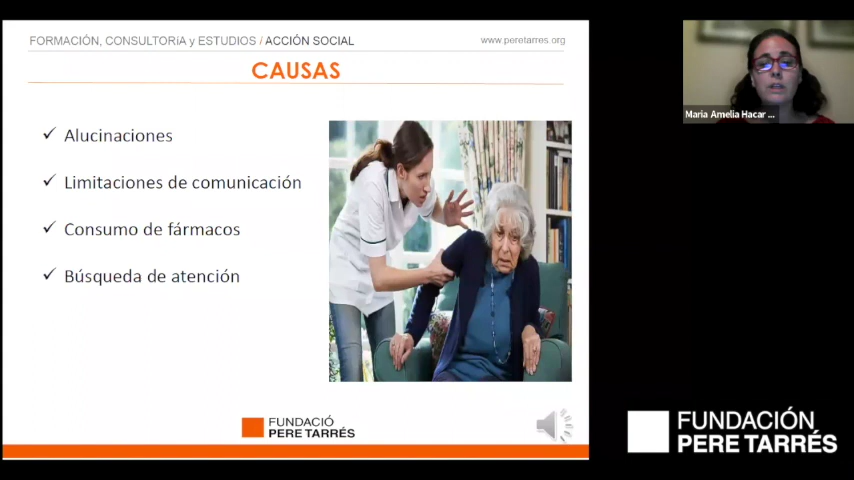 FORMACIÓN, CONSULTORíA y ESTUDIOS / ACCIÓN SOCIAL
www.peretarres.org
CAUSAS
✓ Alucinaciones
✓ Limitaciones de comunicación
✓ Consumo de fármacos
✓ Búsqueda de atención
FUNDACIÓ
PERE TARRÉS
Maria Amelia Hacar ...
FUNDACIÓN
PERE TARRÉS